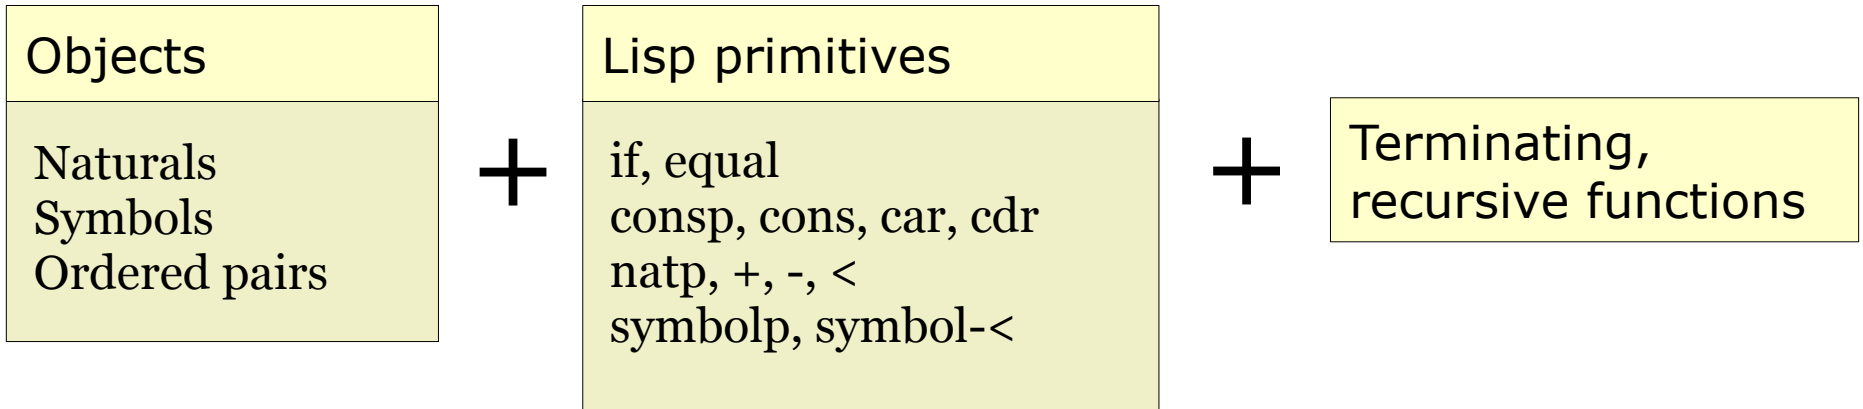 Objects
Naturals
Symbols
Ordered pairs
+
Lisp primitives
if, equal
consp, cons, car, cdr
natp, +, -, <
symbolp, symbol-<
+
Terminating,
recursive functions